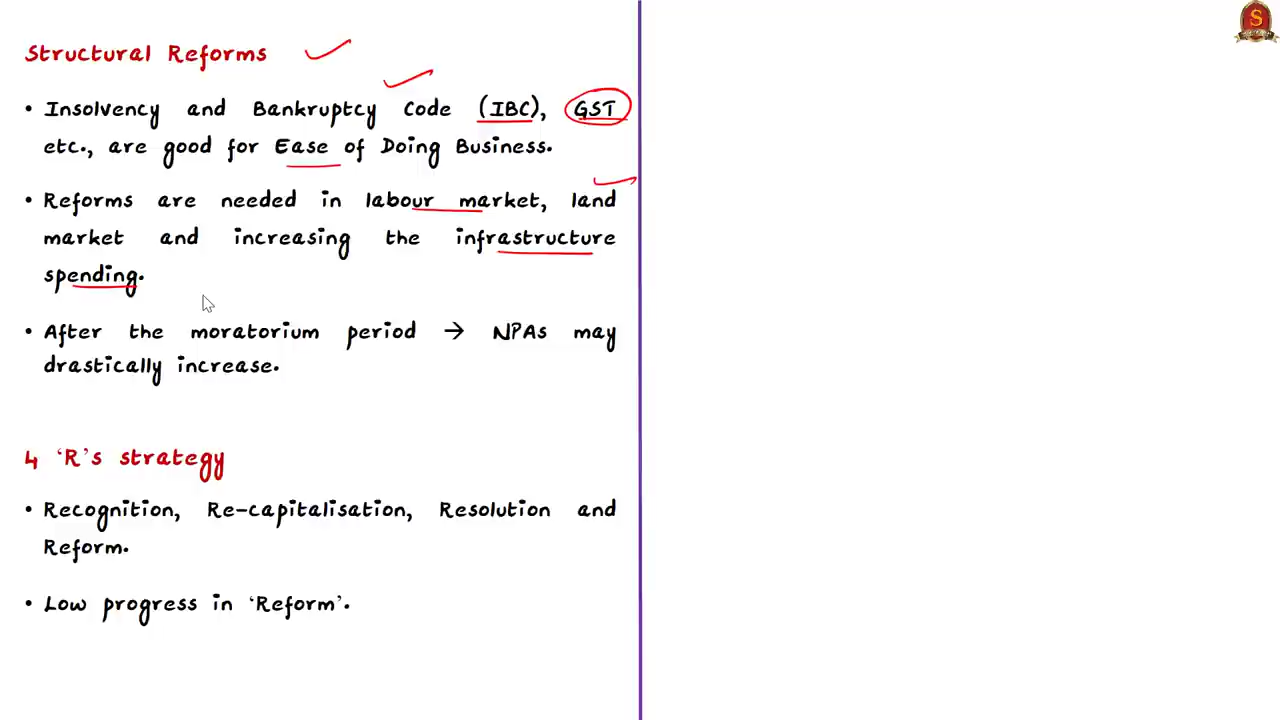 Structural Reforms
• Insolvency and Bankruptcy Code (IBC), GST
etc., are good for Ease of Doing Business.
• Reforms are needed in labour market, land
market and increasing the infrastructure
spending.
• After the moratorium period → NPAs may
drastically increase.
4 ‘R’s strategy
• Recognition, Re-capitalisation, Resolution and
Reform.
• Low progress in ‘Reform’.
S